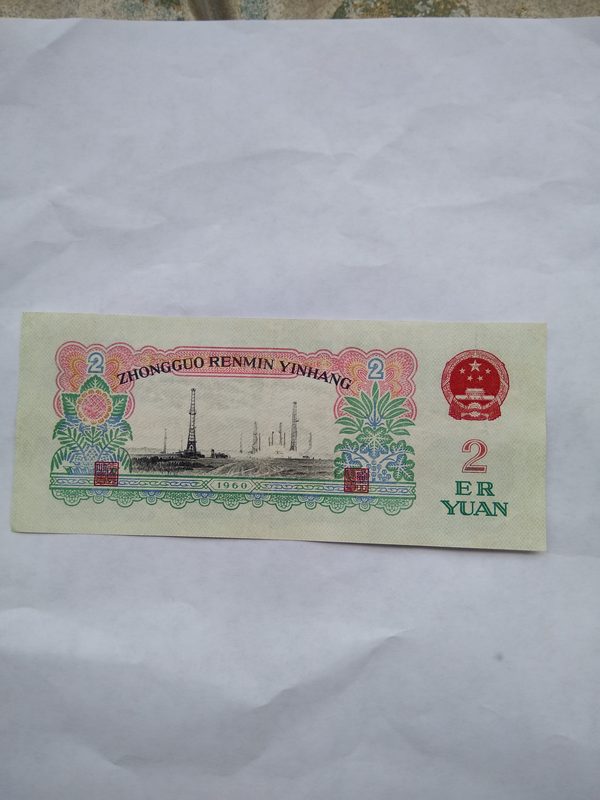 2
ZHONGGUO RENMIN YINHANG
2
1960
2
ER
YUAN